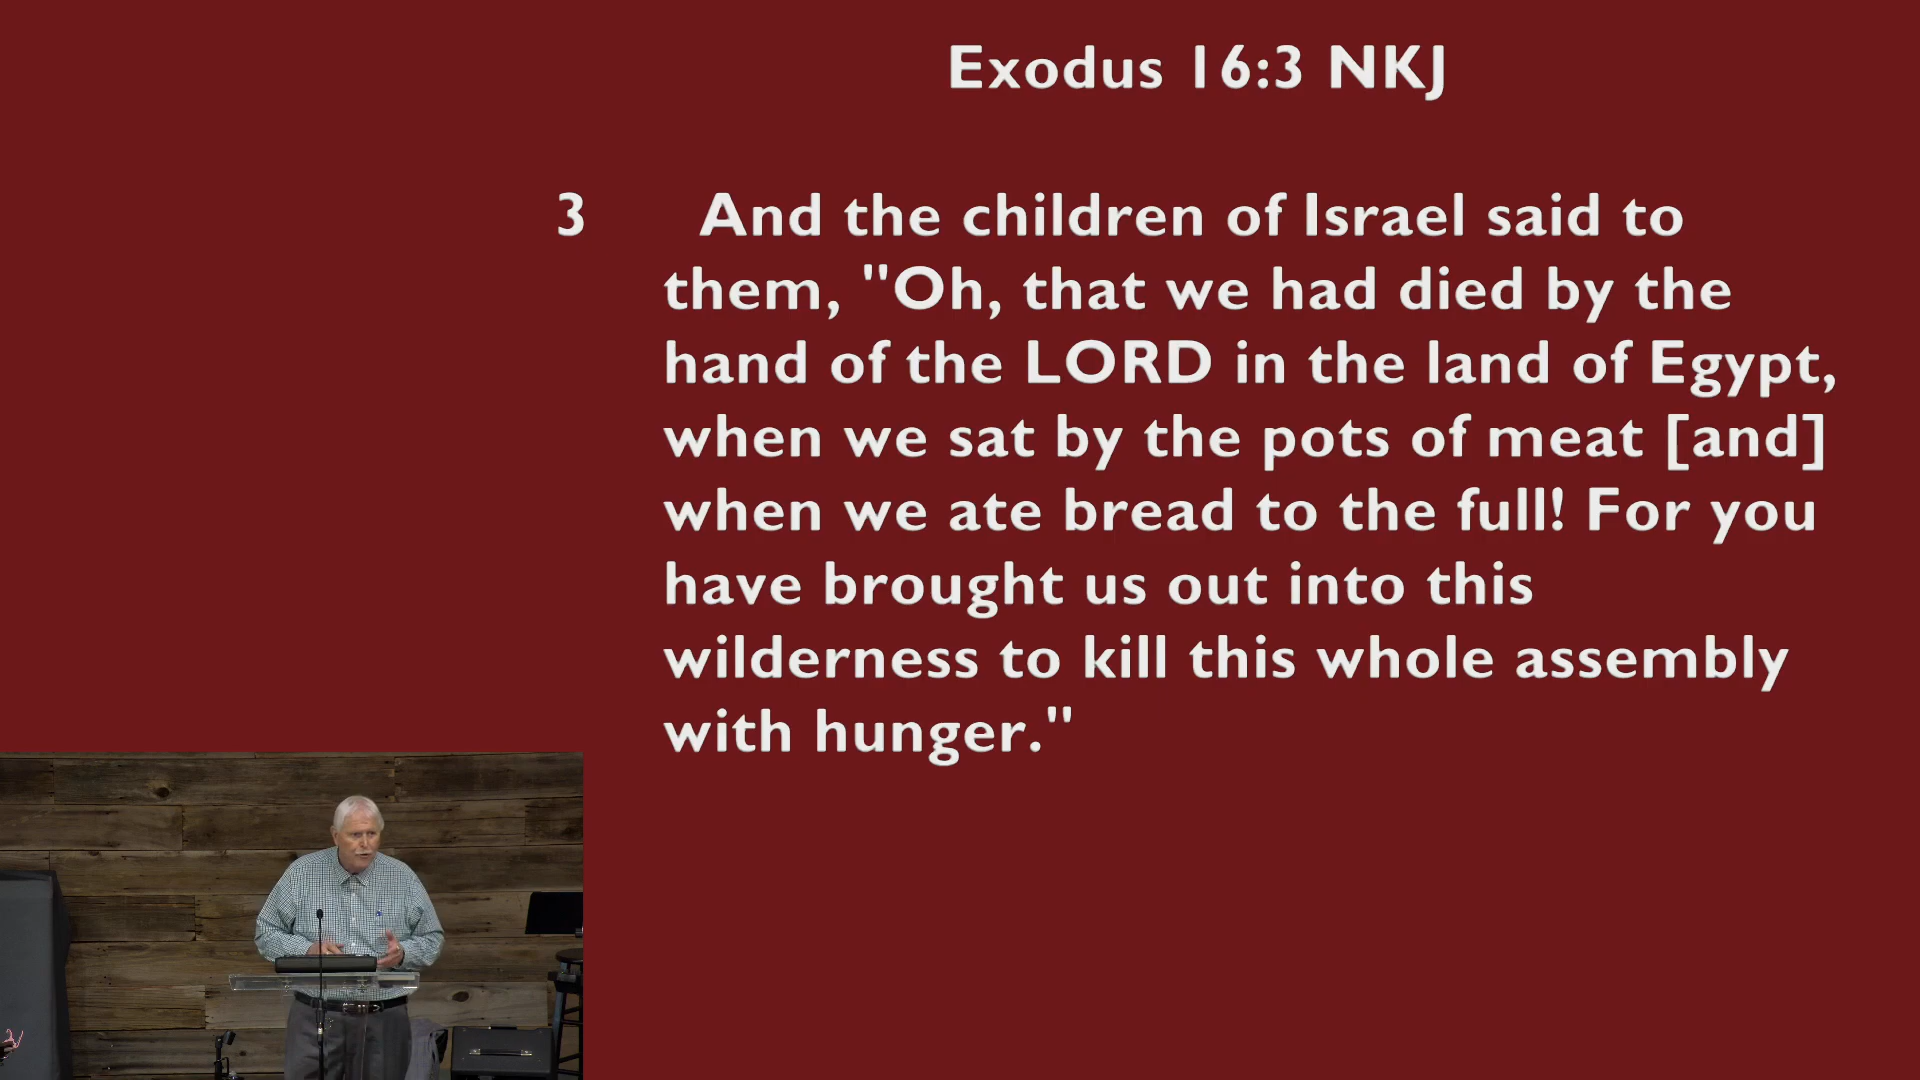 Exodus 16:3 NKJ
3 And the children of Israel said to
them, "Oh, that we had died by the
hand of the LORD in the land of Egypt,
when we sat by the pots of meat [and]
when we ate bread to the full! For you
have brought us out into this
wilderness to kill this whole assembly
with hunger."